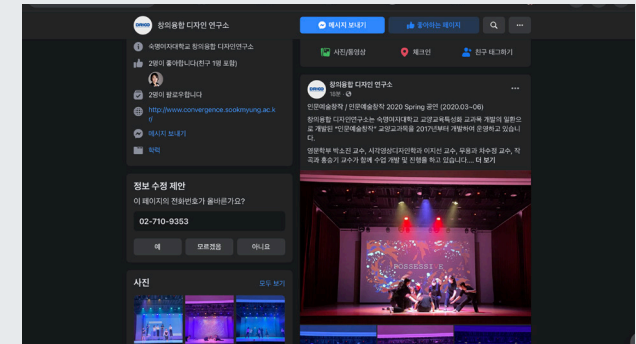 창의융합 디자인 연구소
메시지 보내기
좋아하는 페이지
숙명여자대학교 창의융합 디자인연구소
2명이 좋아합니다(친구 1명 포함)
2명이 팔로우합니다
http://www.convergence.sookmyung.ac.k
r/
메시지 보내기
학력
정보 수정 제안
이 페이지의 전화번호가 올바른가요?
02-710-9353
예 모르겠음 아니요
사진 모두 보기
사진/동영상 체크인 친구 태그하기
창의융합 디자인 연구소
인문예술창작 / 인문예술창작 2020 Spring 공연 (2020.03~06)
창의융합 디자인연구소는 숙명여자대학교 교양교육특성화 교과목 개발의 일환으
로 개발된 "인문예술창작" 교양교과목을 2017년부터 개발하여 운영하고 있습니
다.
영문학부 박소진 교수, 시각영상디자인학과 이지선 교수, 무용과 차수정 교수, 작
곡과 홍승기 교수가 함께 수업 개발 및 진행을 하고 있습니다.... 더 보기